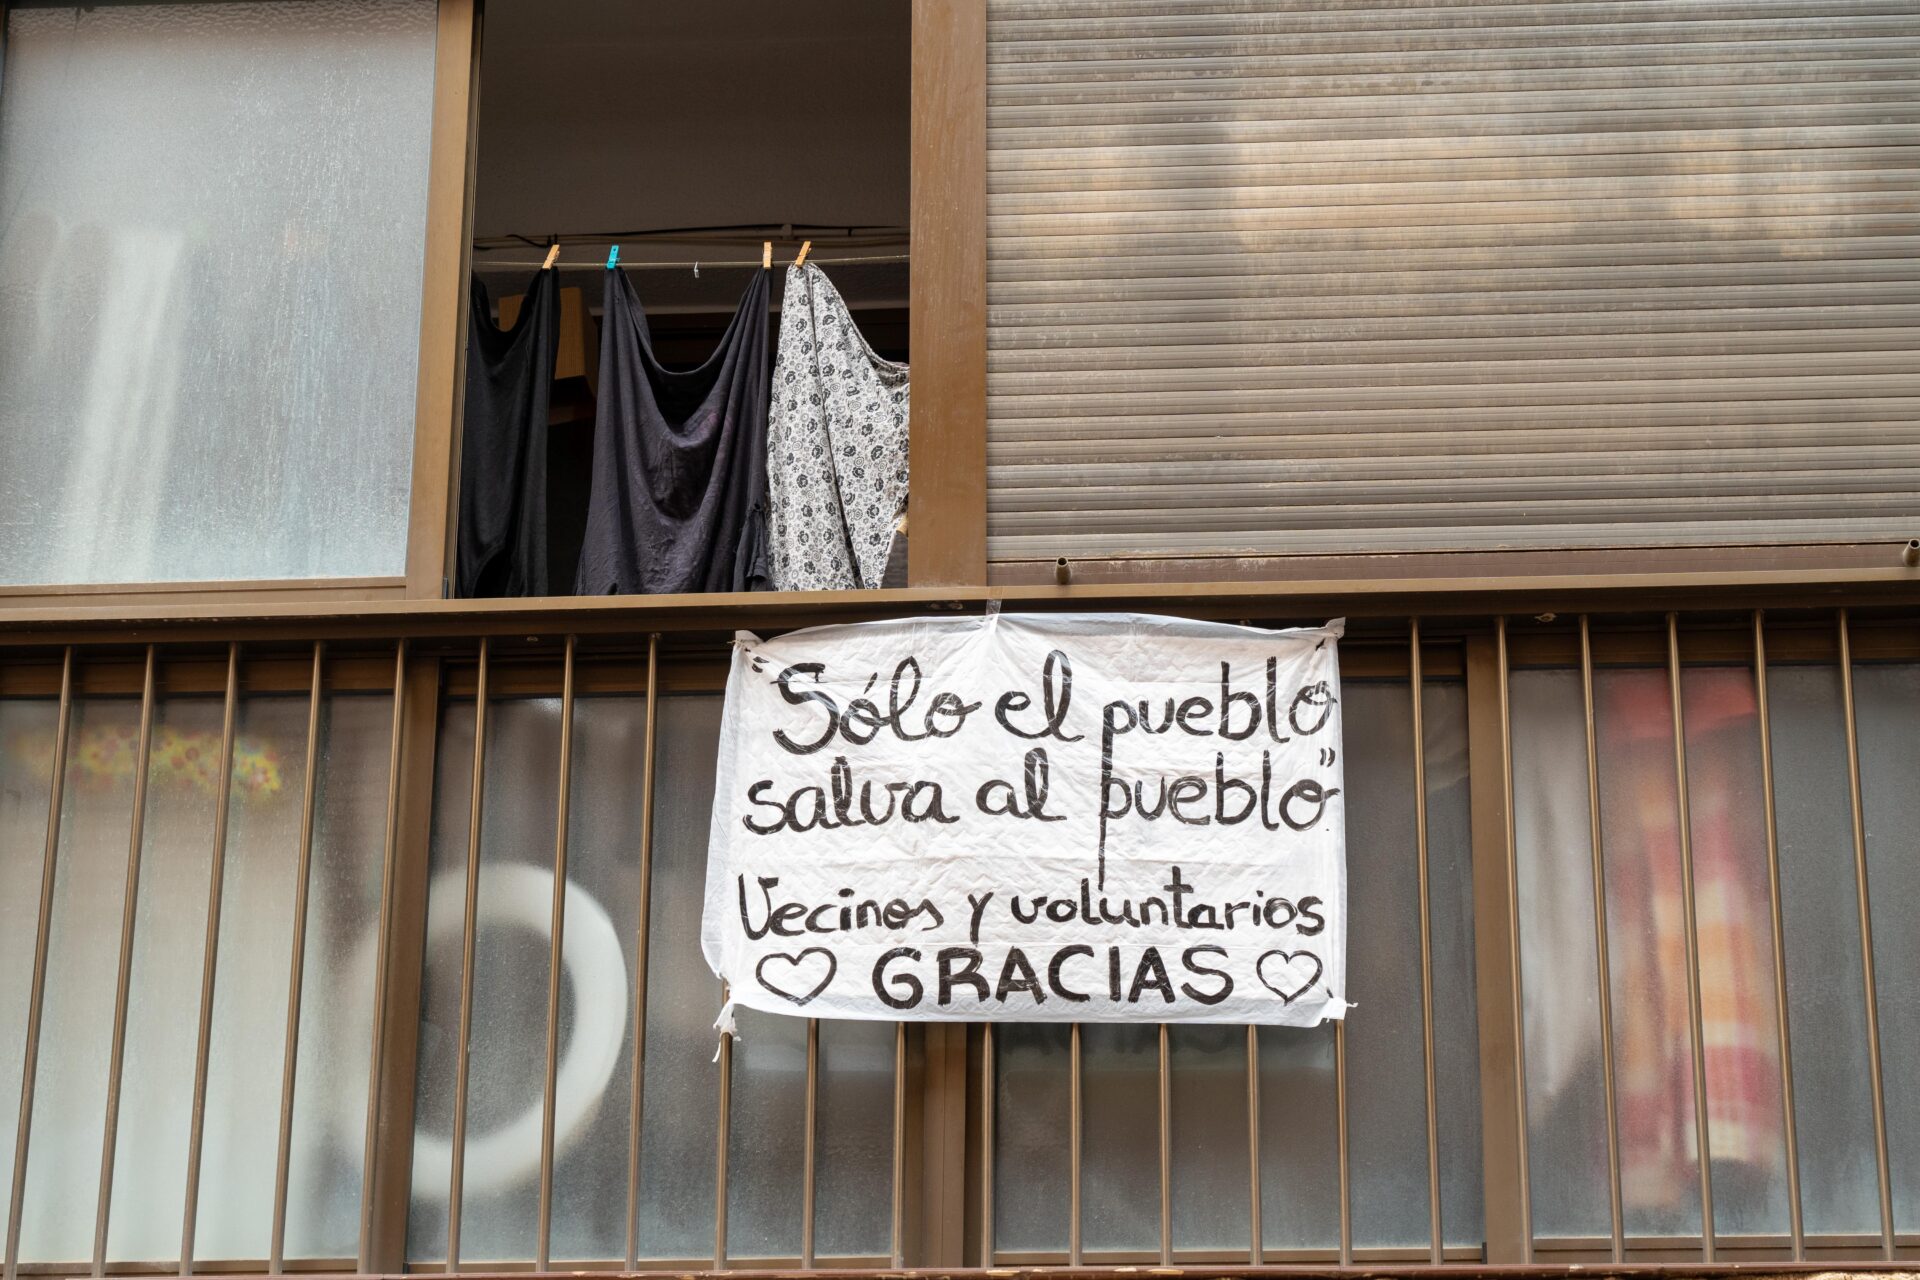 "Sólo el pueblo
salva al pueblo"
Vecinos y voluntarios
♡ GRACIAS ♡